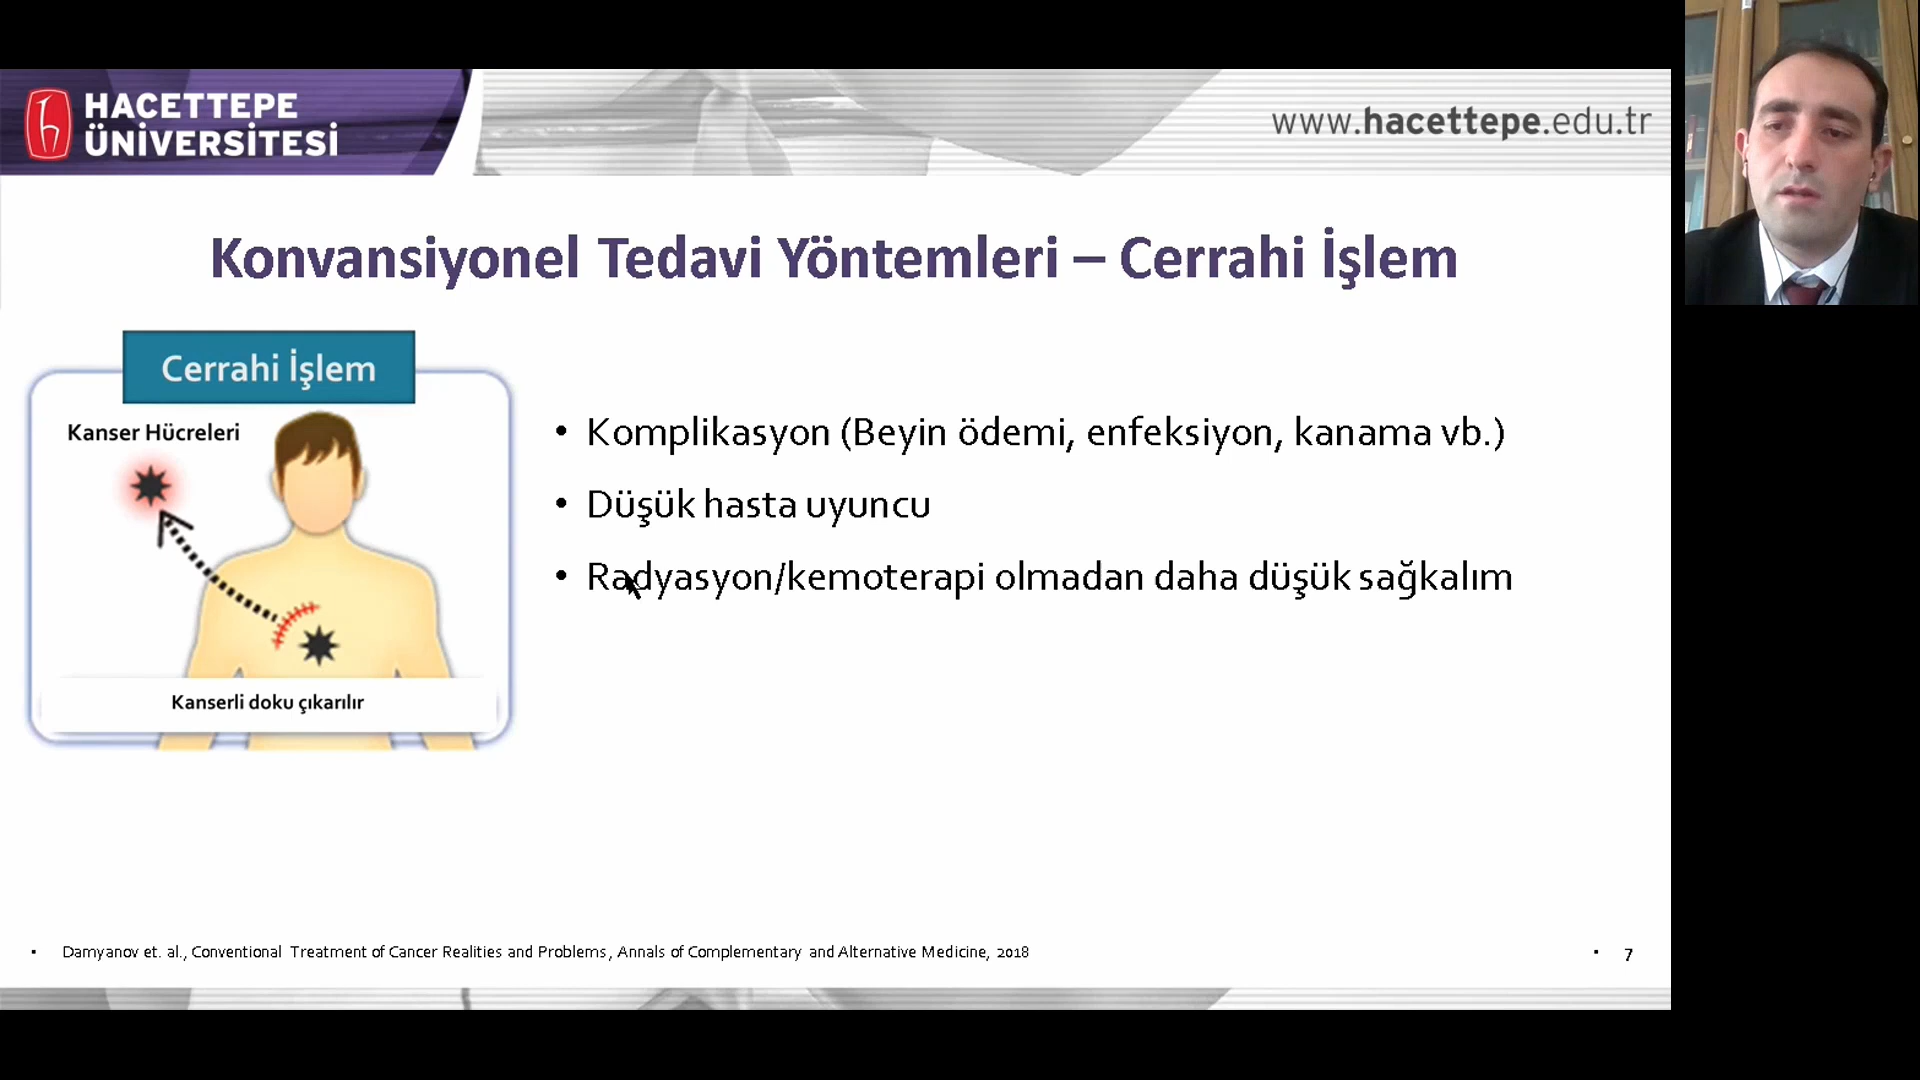 HACETTEPE
ÜNİVERSİTESİ
www.hacettepe.edu.tr
Konvansiyonel Tedavi Yöntemleri – Cerrahi İşlem
Cerrahi İşlem
Kanser Hücreleri
Kanserli doku çıkarılır
• Komplikasyon (Beyin ödemi, enfeksiyon, kanama vb.)
• Düşük hasta uyuncu
• Radyasyon/kemoterapi olmadan daha düşük sağkalım
• Damyanov et. al., Conventional Treatment of Cancer Realities and Problems, Annals of Complementary and Alternative Medicine, 2018
• 7